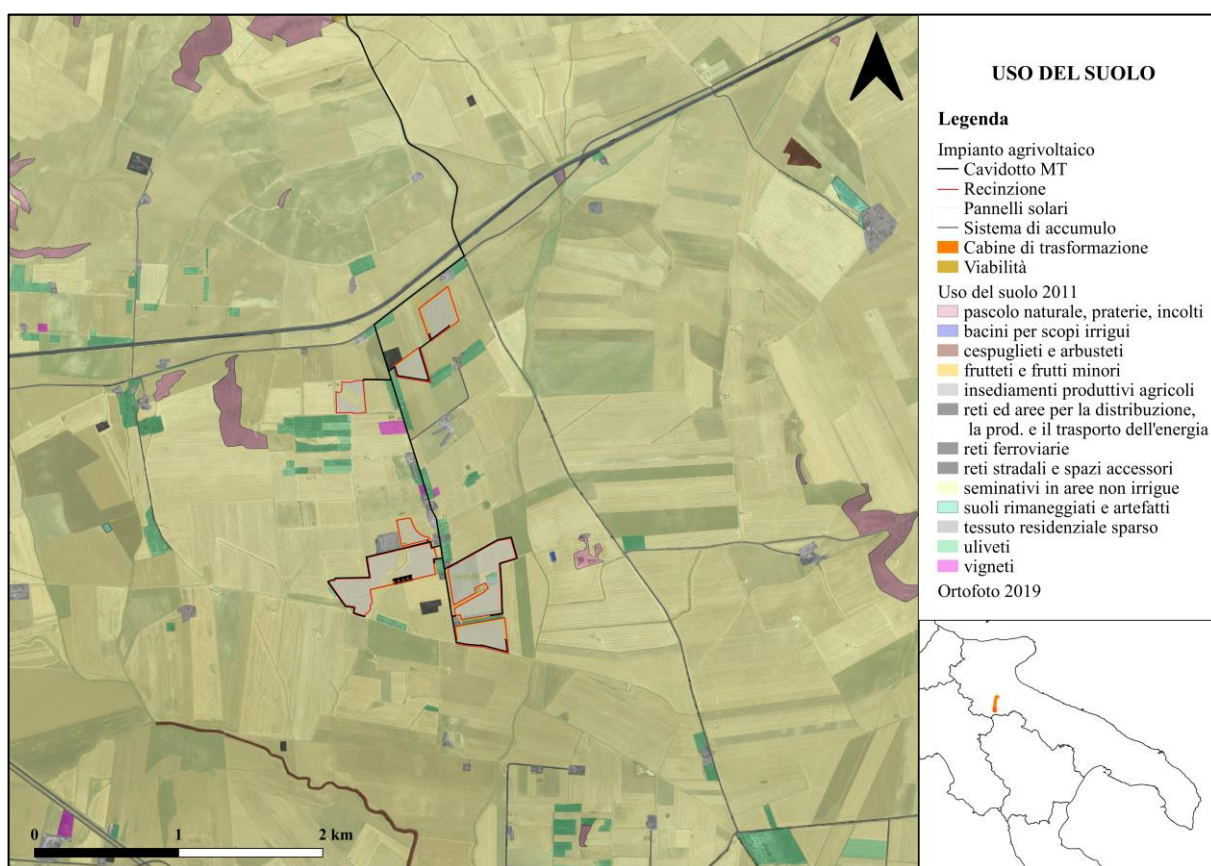 USO DEL SUOLO
Legenda
Impianto agrivoltaico
Cavidotto MT
Recinzione
Pannelli solari
Sistema di accumulo
Cabine di trasformazione
Viabilità
Uso del suolo 2011
pascolo naturale, praterie, incolti
bacini per scopi irrigui
cespuglieti e arbusteti
frutteti e frutti minori
insediamenti produttivi agricoli
reti ed aree per la distribuzione,
la prod. e il trasporto dell'energia
reti ferroviarie
reti stradali e spazi accessori
seminativi in aree non irrigue
suoli rimaneggiati e artefatti
tessuto residenziale sparso
uliveti
vigneti
Ortofoto 2019
0 1 2 km